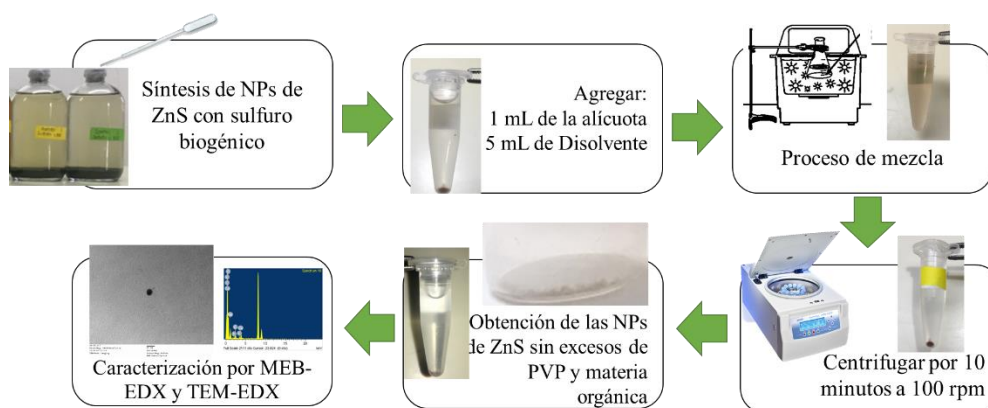 Síntesis de NPs de
ZnS con sulfuro
biogénico
Agregar:
1 mL de la alícuota
5 mL de Disolvente
Proceso de mezcla
Centrifugar por 10
minutos a 100 rpm
Obtención de las NPs
de ZnS sin excesos de
PVP y materia
orgánica
Caracterización por MEB-
EDX y TEM-EDX